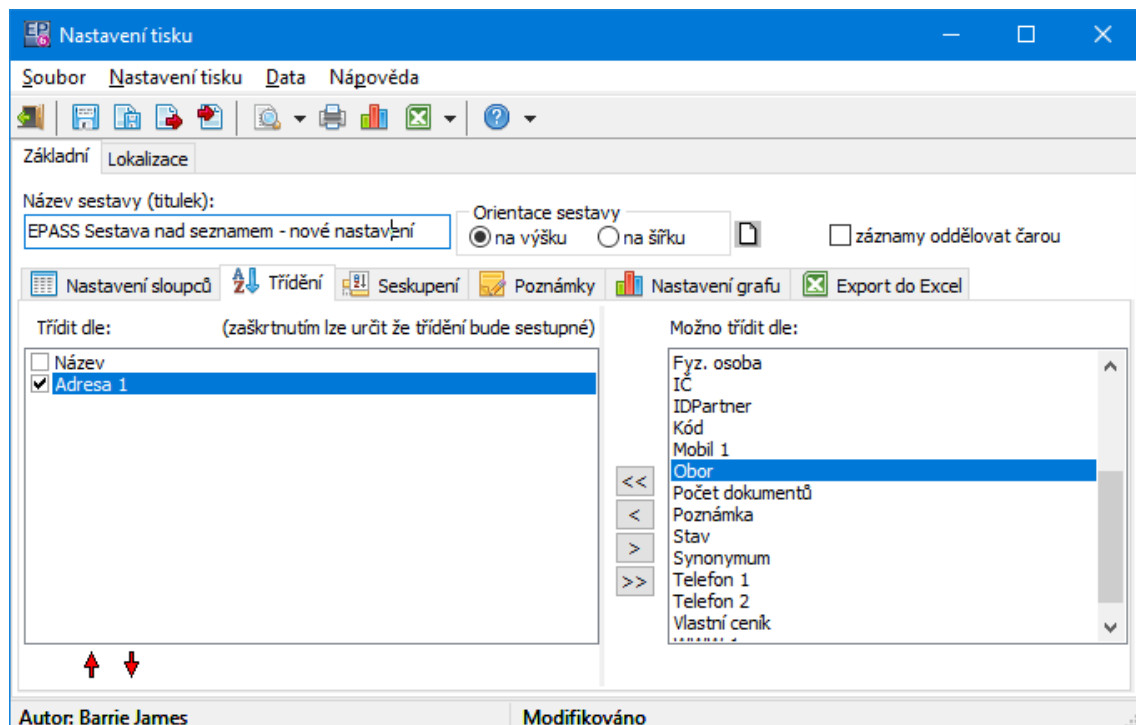 Nastavení tisku
Soubor Nastavení tisku Data Nápověda
Základní Lokalizace
Název sestavy (titulek):
EPASS Sestava nad seznamem - nové nastavení
Orientace sestavy
na výšku na šířku
záznamy oddělovat čarou
Nastavení sloupců Třídění Seskupení Poznámky Nastavení grafu Export do Excel
Třídit dle: (zaškrtnutím lze určit že třídění bude sestupné)
Název
Adresa 1
<<
<
>
>>
Možno třídit dle:
Fyz. osoba
IČ
IDPartner
Kód
Mobil 1
Obor
Počet dokumentů
Poznámka
Stav
Synonymum
Telefon 1
Telefon 2
Vlastní ceník
Autor: Barrie James Modifikováno